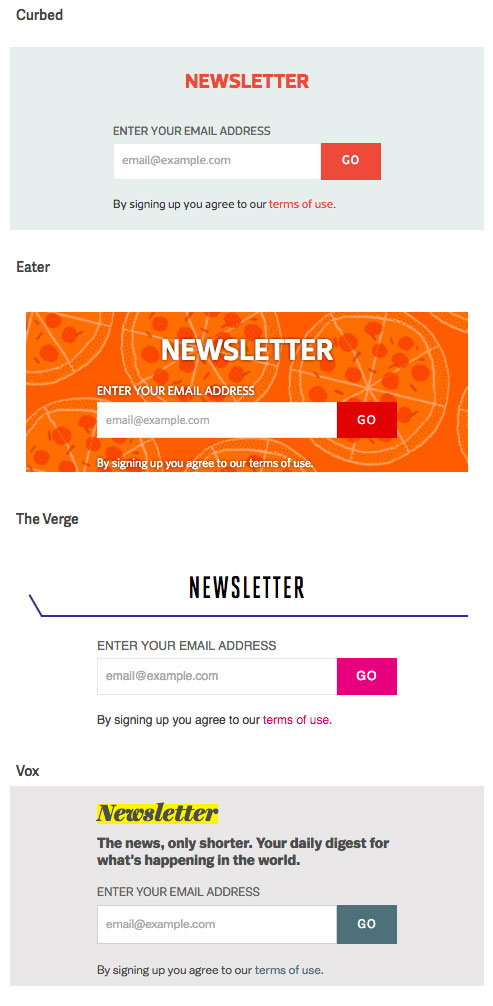 Curbed
NEWSLETTER
ENTER YOUR EMAIL ADDRESS
email@example.com
GO
By signing up you agree to our terms of use.
Eater
NEWSLETTER
ENTER YOUR EMAIL ADDRESS
email@example.com
GO
By signing up you agree to our terms of use.
The Verge
NEWSLETTER
ENTER YOUR EMAIL ADDRESS
email@example.com
GO
By signing up you agree to our terms of use.
Vox
Newsletter
The news, only shorter. Your daily digest for
what's happening in the world.
ENTER YOUR EMAIL ADDRESS
email@example.com
GO
By signing up you agree to our terms of use.